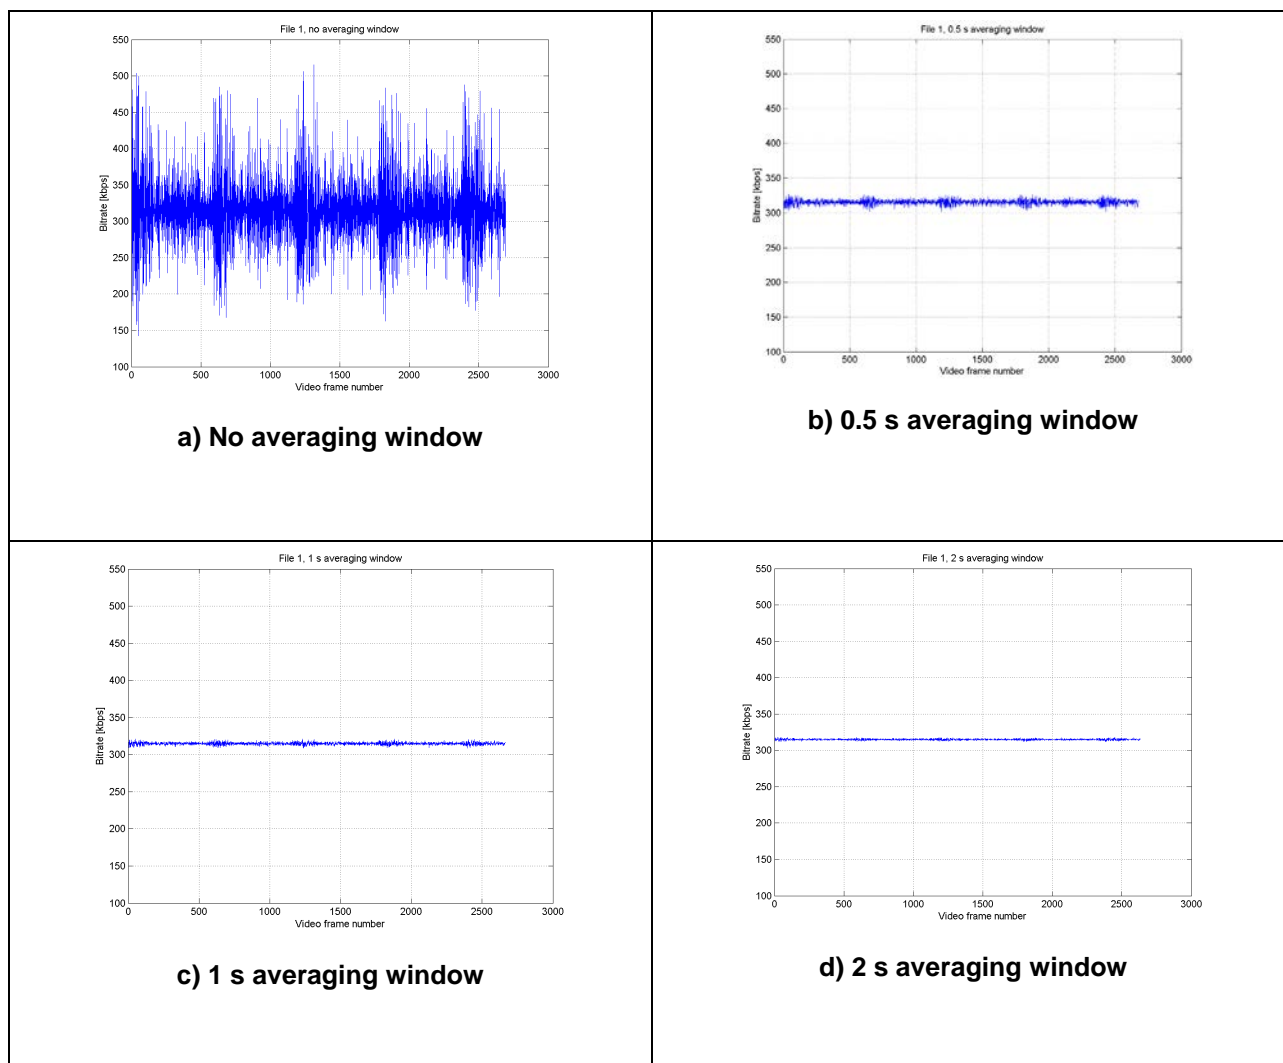 File 1, no averaging window
550
500
450
400
350
300
250
200
150
100
Bitrate [kbps]
0 500 1000 1500 2000 2500 3000
Video frame number
a) No averaging window
File 1, 0.5 s averaging window
550
500
450
400
350
300
250
200
150
100
Bitrate [kbps]
0 500 1000 1500 2000 2500 3000
Video frame number
b) 0.5 s averaging window
File 1, 1 s averaging window
550
500
450
400
350
300
250
200
150
100
Bitrate [kbps]
0 500 1000 1500 2000 2500 3000
Video frame number
c) 1 s averaging window
File 1, 2 s averaging window
550
500
450
400
350
300
250
200
150
100
Bitrate [kbps]
0 500 1000 1500 2000 2500 3000
Video frame number
d) 2 s averaging window